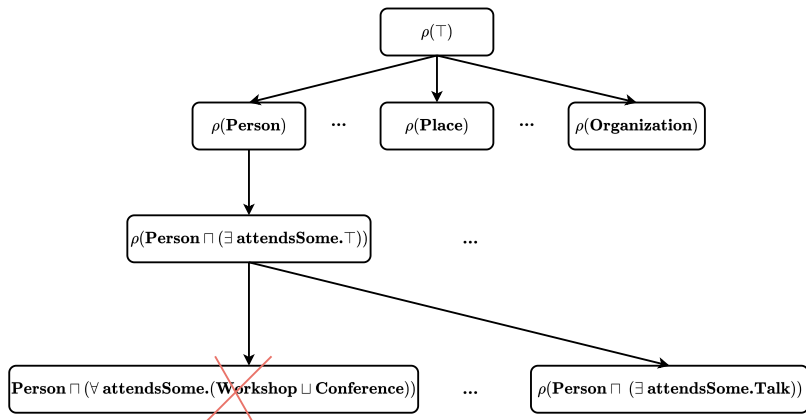 ρ(⊤)
ρ(Person) ... ρ(Place) ... ρ(Organization)
ρ(Person ⊓ (∃ attendsSome.⊤)) ...
Person ⊓ (∀ attendsSome.(Workshop ⊔ Conference)) ... ρ(Person ⊓ (∃ attendsSome.Talk))